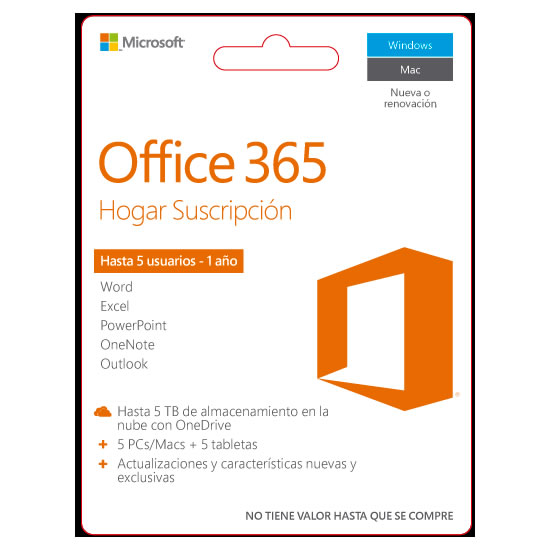 Microsoft
Windows
Mac
Nueva o
renovación
Office 365
Hogar Suscripción
Hasta 5 usuarios - 1 año
Word
Excel
PowerPoint
OneNote
Outlook
Hasta 5 TB de almacenamiento en la
nube con OneDrive
+ 5 PCs/Macs + 5 tabletas
+ Actualizaciones y características nuevas y
exclusivas
NO TIENE VALOR HASTA QUE SE COMPRE